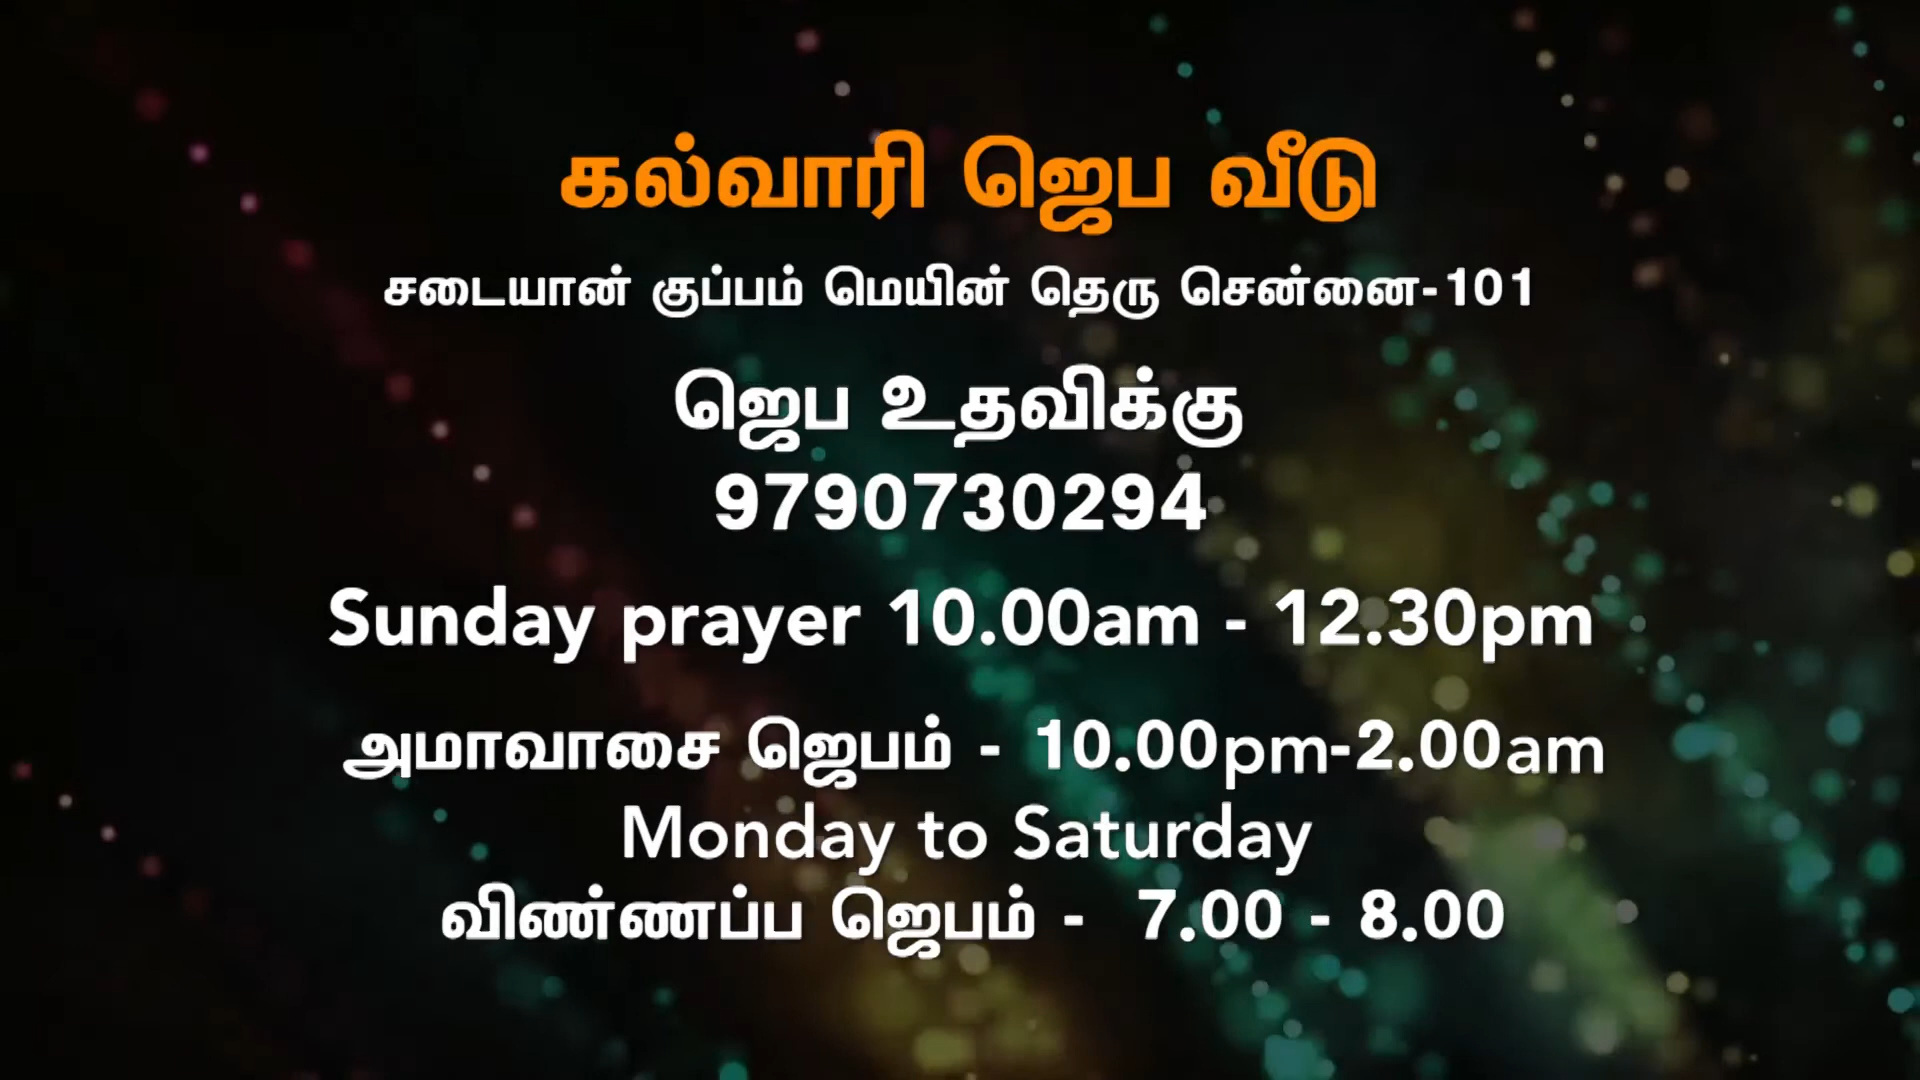 கல்வாரி ஜெப வீடு
சடையான் குப்பம் மெயின் தெரு சென்னை-101
ஜெப உதவிக்கு
9790730294
Sunday prayer 10.00am - 12.30pm
அமாவாசை ஜெபம் - 10.00pm-2.00am
Monday to Saturday
விண்ணப்ப ஜெபம் - 7.00 - 8.00